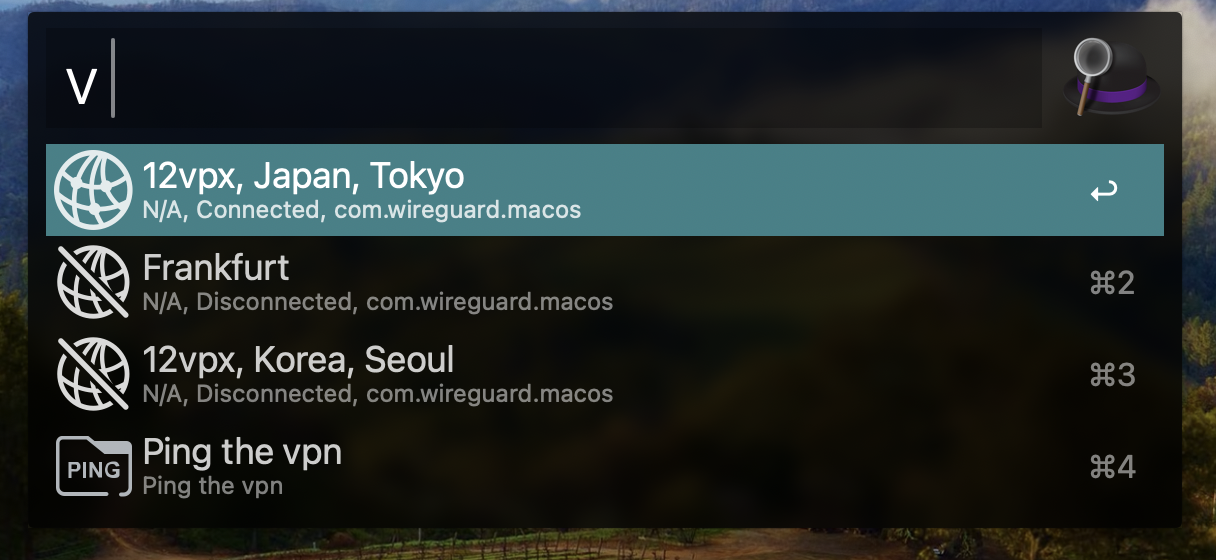 v
12vpx, Japan, Tokyo
N/A, Connected, com.wireguard.macos
Frankfurt
⌘2
N/A, Disconnected, com.wireguard.macos
12vpx, Korea, Seoul
⌘3
N/A, Disconnected, com.wireguard.macos
PING
Ping the vpn
⌘4
Ping the vpn